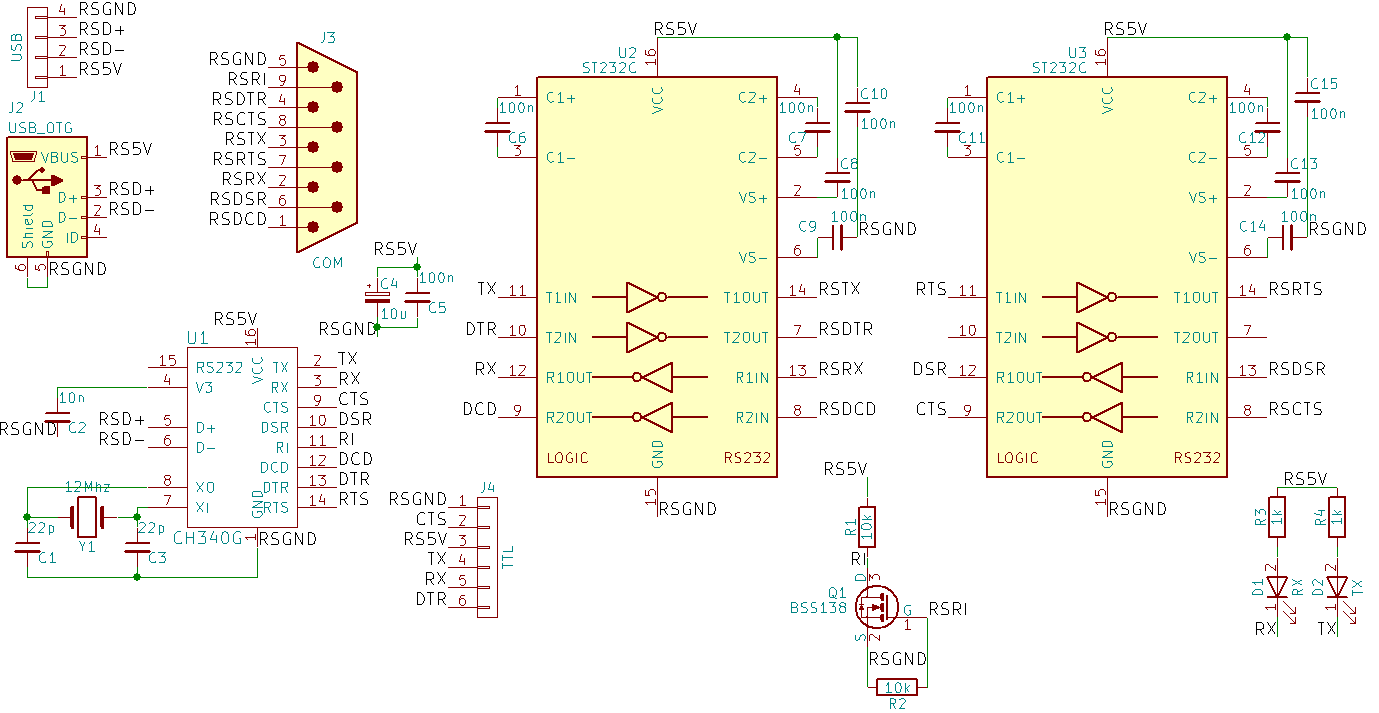 4 RSGND
3 RSD+
2 RSD-
1 RS5V
USB
J1
J2
USB_OTG
VBUS 1 RS5V
D+ 3 RSD+
D- 2 RSD-
ID 4
Shield
GND
6
5 RSGND
J3
RSGND 5
RSRI 9
RSDTR 4
RSCTS 8
RSTX 3
RSRTS 7
RSRX 2
RSDSR 6
RSDCD 1
COM
RS5V
C4
10u
100n
C5
RSGND
U1
RS5V
16
VCC
15 RS232
4 V3
10n
C2
RSGND
RSD+ 5 D+
RSD- 6 D-
8 XO
7 XI
TX 2 TX
RX 3 RX
CTS 9 CTS
DSR 10 DSR
RI 11 RI
DCD 12 DCD
DTR 13 DTR
RTS 14 RTS
GND
1 RSGND
CH340G
12Mhz
Y1
22p
C1
22p
C3
J4
RSGND 1
CTS 2
RS5V 3
TX 4
RX 5
DTR 6
TTL
U2
ST232C
RS5V
16
VCC
1 C1+
100n
C6
3 C1-
C2+ 4
100n
C7
C2- 5
C10
100n
C8
100n
VS+ 2
C9
100n
RSGND
VS- 6
TX 11 T1IN
T1OUT 14 RSTX
DTR 10 T2IN
T2OUT 7 RSDTR
RX 12 R1OUT
R1IN 13 RSRX
DCD 9 R2OUT
R2IN 8 RSDCD
LOGIC
GND
RS232
15
RSGND
U3
ST232C
RS5V
16
VCC
1 C1+
100n
C11
3 C1-
C2+ 4
100n
C12
C2- 5
C15
100n
C13
100n
VS+ 2
C14
100n
RSGND
VS- 6
RTS 11 T1IN
T1OUT 14 RSRTS
10 T2IN
T2OUT 7
DSR 12 R1OUT
R1IN 13 RSDSR
CTS 9 R2OUT
R2IN 8 RSCTS
LOGIC
GND
RS232
15
RSGND
RS5V
R1
10k
RI
D 3
Q1
BSS138
G
1
RSRI
S 2
RSGND
10k
R2
RS5V
R3
1k
R4
1k
D1
2
RX
1
RX
D2
2
TX
1
TX